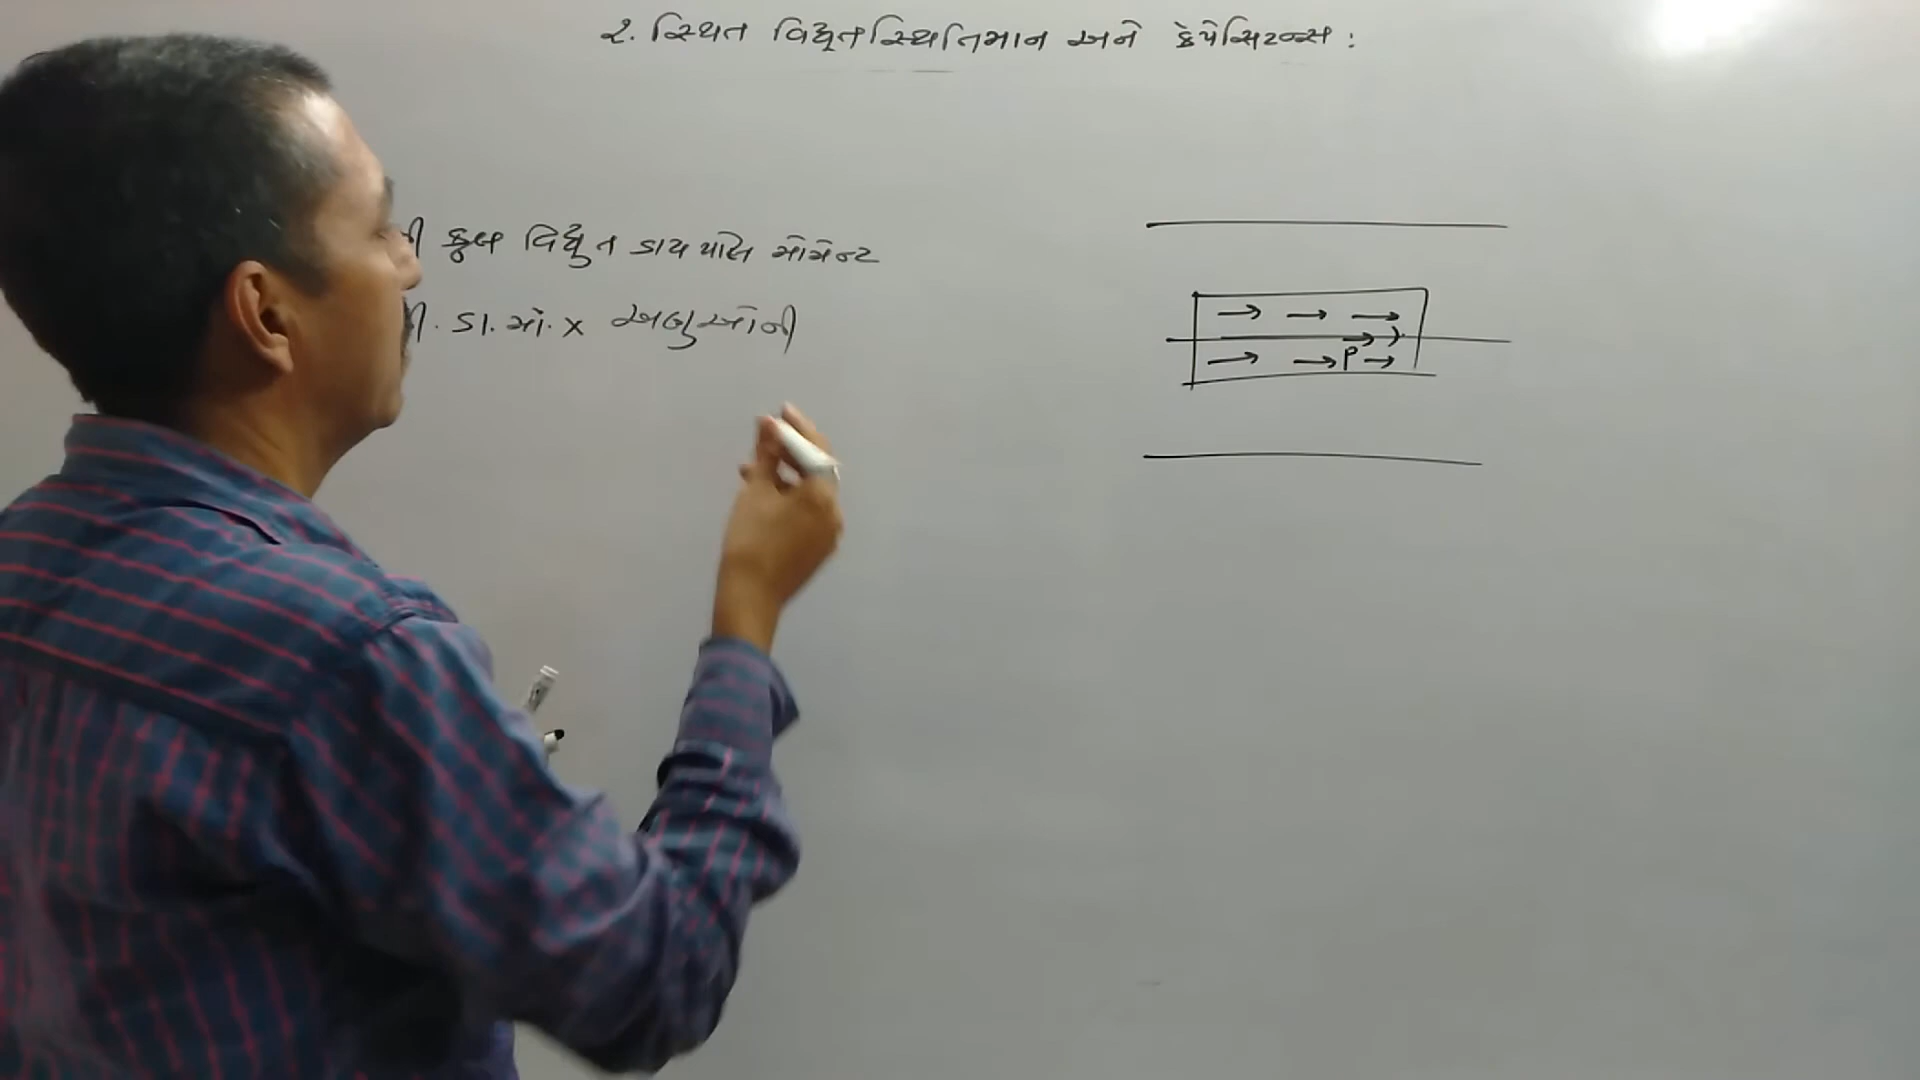 ૨. સ્થિત વિદ્યુતસ્થિતિમાન અને કેપેસિટન્સ :
ની કુલ વિદ્યુત ડાયપોલ મોમેન્ટ
ની. ડા. મો. x અણુઓની
P